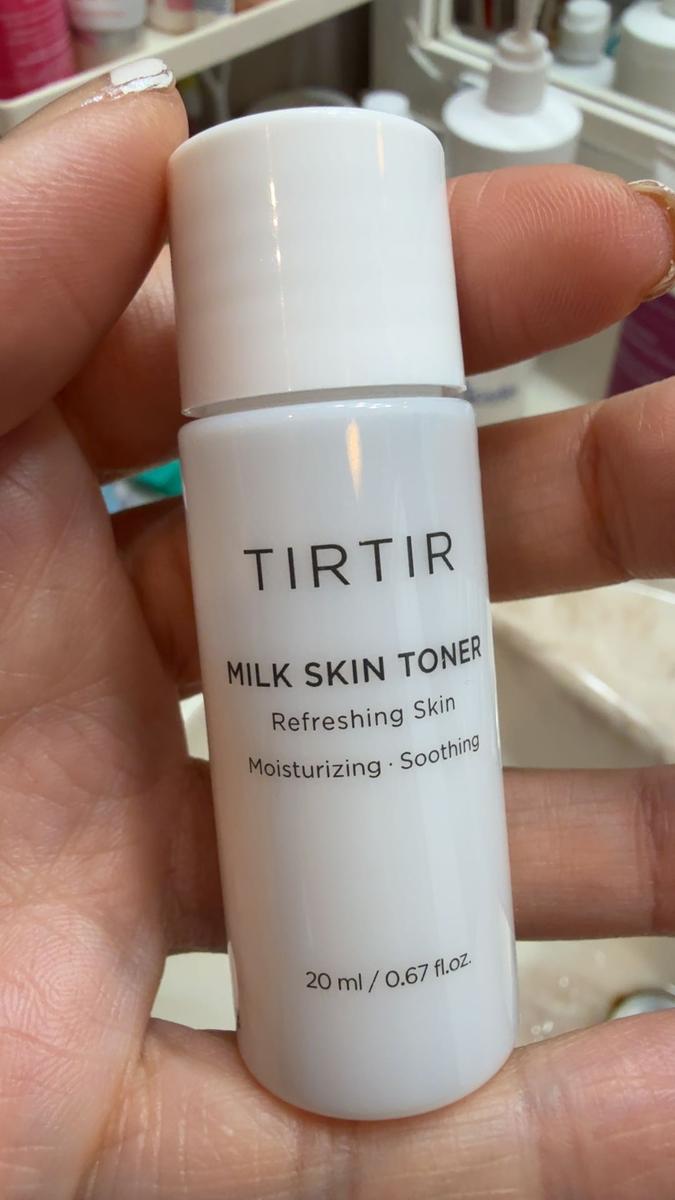 TIRTIR
MILK SKIN TONER
Refreshing Skin
Moisturizing · Soothing
20 ml / 0.67 fl.oz.